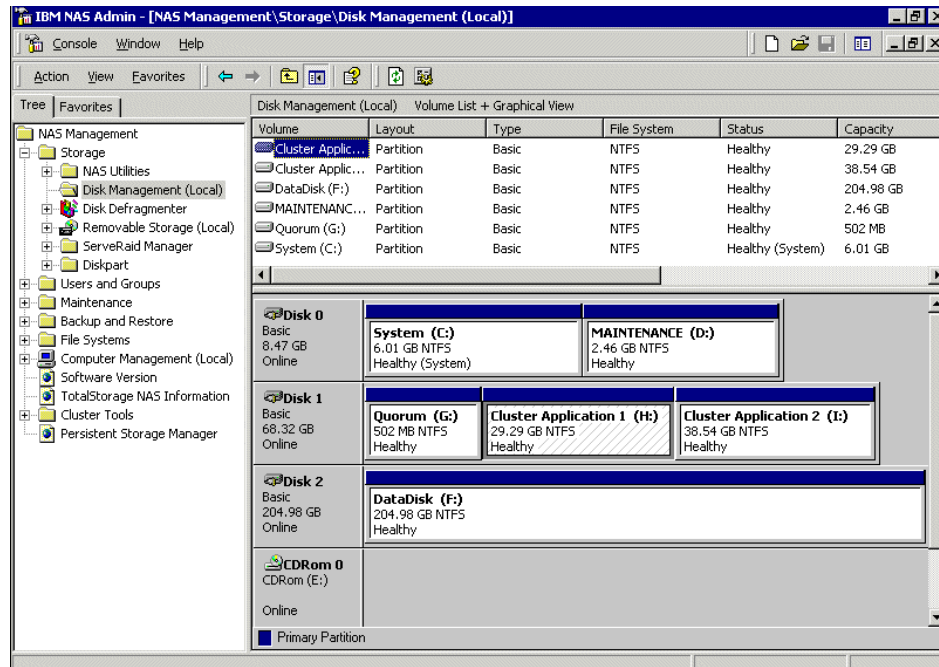 IBM NAS Admin - [NAS Management\Storage\Disk Management (Local)]
Console Window Help
Action View Favorites
Tree Favorites
Disk Management (Local) Volume List + Graphical View
NAS Management
Storage
NAS Utilities
Disk Management (Local)
Disk Defragmenter
Removable Storage (Local)
ServeRaid Manager
Diskpart
Users and Groups
Maintenance
Backup and Restore
File Systems
Computer Management (Local)
Software Version
TotalStorage NAS Information
Cluster Tools
Persistent Storage Manager
Volume Layout Type File System Status Capacity
Cluster Applic... Partition Basic NTFS Healthy 29.29 GB
Cluster Applic... Partition Basic NTFS Healthy 38.54 GB
DataDisk (F:) Partition Basic NTFS Healthy 204.98 GB
MAINTENANC... Partition Basic NTFS Healthy 2.46 GB
Quorum (G:) Partition Basic NTFS Healthy 502 MB
System (C:) Partition Basic NTFS Healthy (System) 6.01 GB
Disk 0
Basic
8.47 GB
Online
System (C:)
6.01 GB NTFS
Healthy (System)
MAINTENANCE (D:)
2.46 GB NTFS
Healthy
Disk 1
Basic
68.32 GB
Online
Quorum (G:)
502 MB NTFS
Healthy
Cluster Application 1 (H:)
29.29 GB NTFS
Healthy
Cluster Application 2 (I:)
38.54 GB NTFS
Healthy
Disk 2
Basic
204.98 GB
Online
DataDisk (F:)
204.98 GB NTFS
Healthy
CDRom 0
CDRom (E:)
Online
Primary Partition